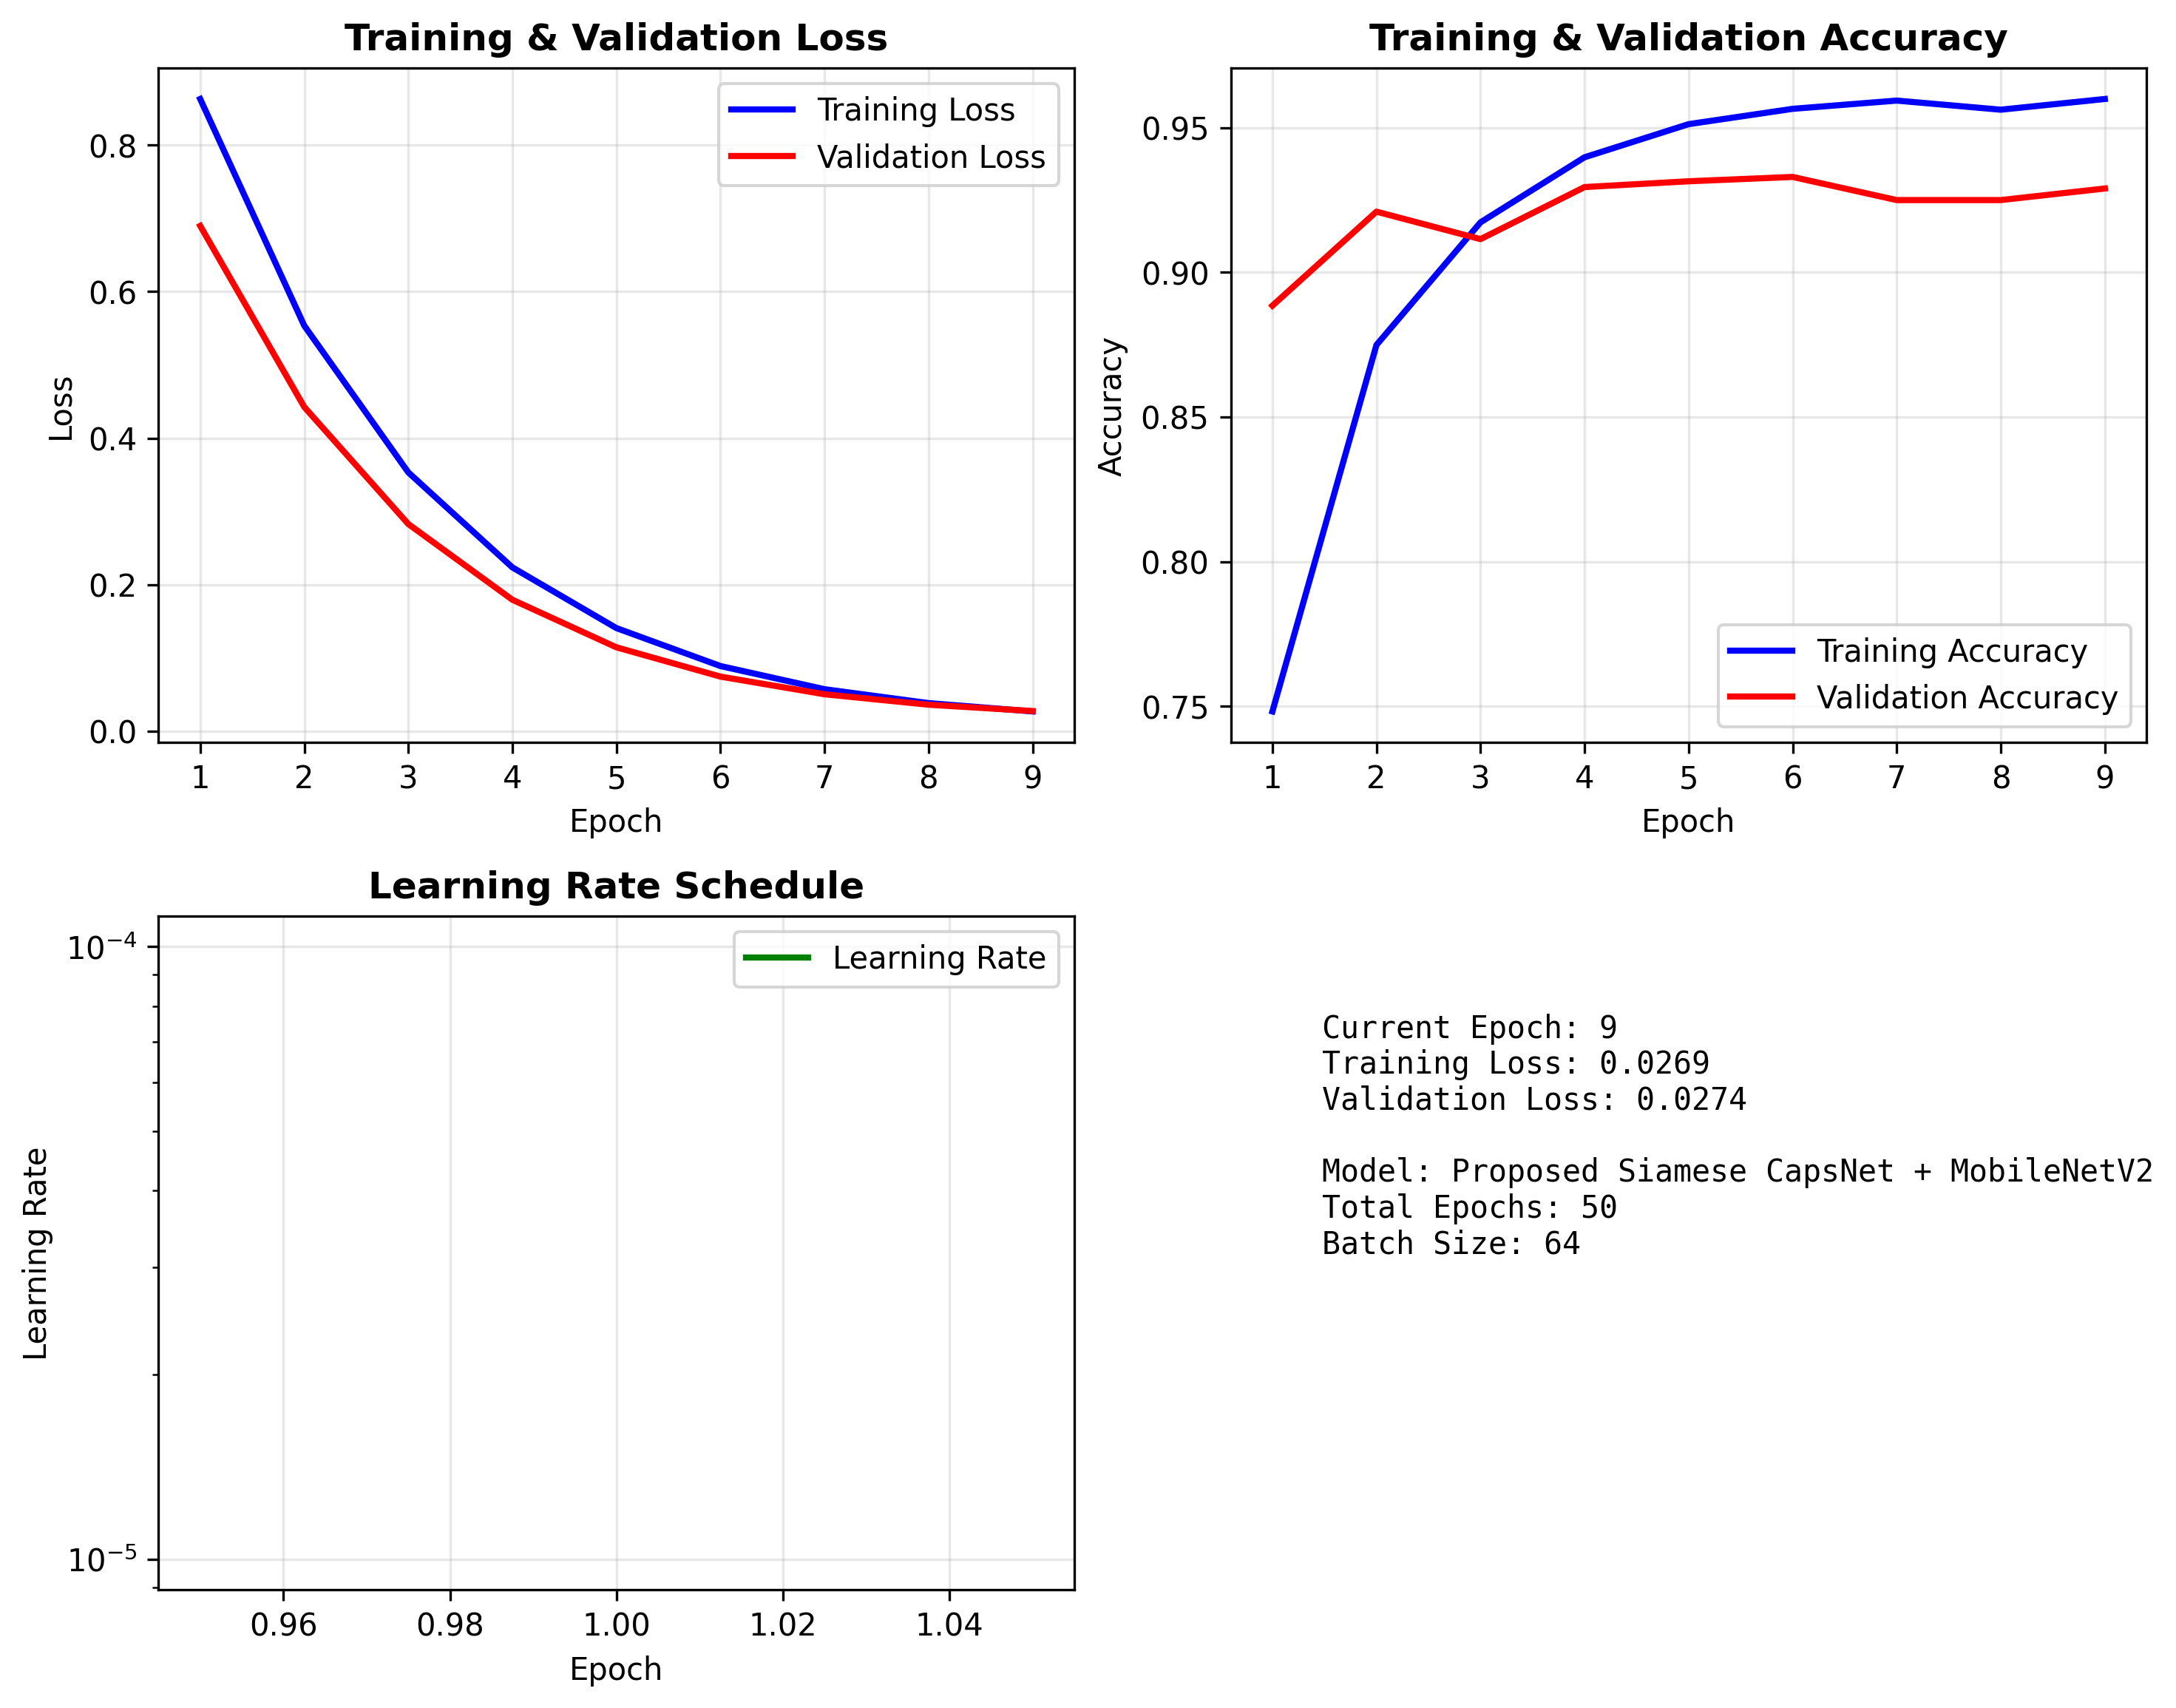 Training & Validation Loss
Loss
0.8
0.6
0.4
0.2
0.0
Training Loss
Validation Loss
1 2 3 4 5 6 7 8 9
Epoch
Training & Validation Accuracy
Accuracy
0.95
0.90
0.85
0.80
0.75
Training Accuracy
Validation Accuracy
1 2 3 4 5 6 7 8 9
Epoch
Learning Rate Schedule
Learning Rate
10⁻⁴
10⁻⁵
Learning Rate
0.96 0.98 1.00 1.02 1.04
Epoch
Current Epoch: 9
Training Loss: 0.0269
Validation Loss: 0.0274
Model: Proposed Siamese CapsNet + MobileNetV2
Total Epochs: 50
Batch Size: 64